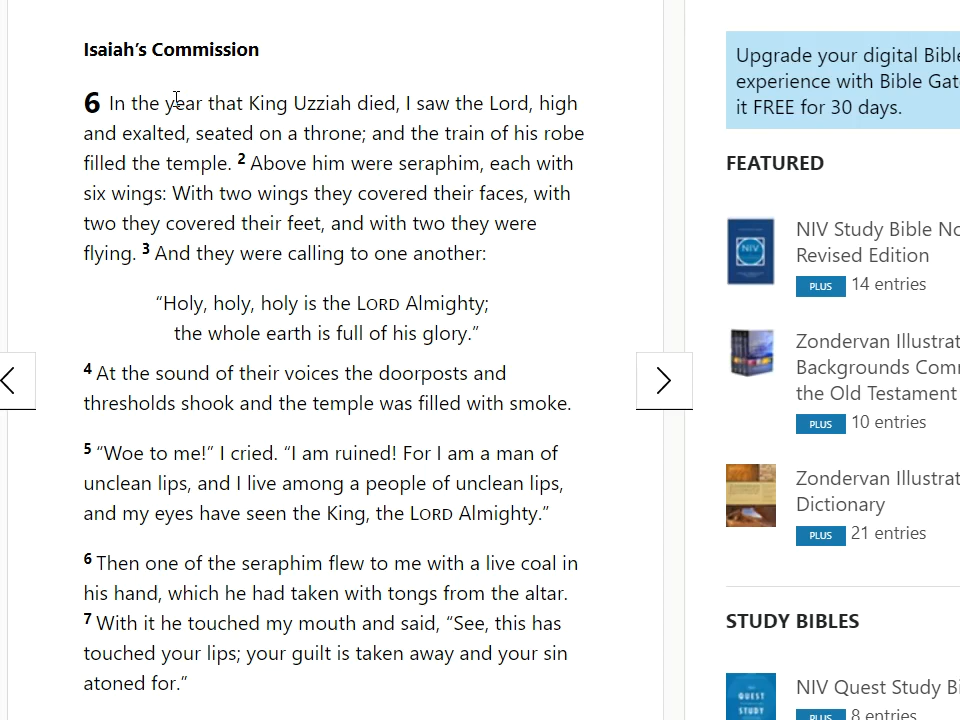 Isaiah’s Commission
6 In the year that King Uzziah died, I saw the Lord, high
and exalted, seated on a throne; and the train of his robe
filled the temple. 2 Above him were seraphim, each with
six wings: With two wings they covered their faces, with
two they covered their feet, and with two they were
flying. 3 And they were calling to one another:
“Holy, holy, holy is the LORD Almighty;
the whole earth is full of his glory.”
4 At the sound of their voices the doorposts and
thresholds shook and the temple was filled with smoke.
5 “Woe to me!” I cried. “I am ruined! For I am a man of
unclean lips, and I live among a people of unclean lips,
and my eyes have seen the King, the LORD Almighty.”
6 Then one of the seraphim flew to me with a live coal in
his hand, which he had taken with tongs from the altar.
7 With it he touched my mouth and said, “See, this has
touched your lips; your guilt is taken away and your sin
atoned for.”
Upgrade your digital Bible
experience with Bible Gat
it FREE for 30 days.
FEATURED
NIV
NIV Study Bible No
Revised Edition
PLUS 14 entries
Zondervan Illustrat
Backgrounds Com
the Old Testament
PLUS 10 entries
Zondervan Illustrat
Dictionary
PLUS 21 entries
STUDY BIBLES
QUEST
STUDY
NIV Quest Study Bi
PLUS 8 entries